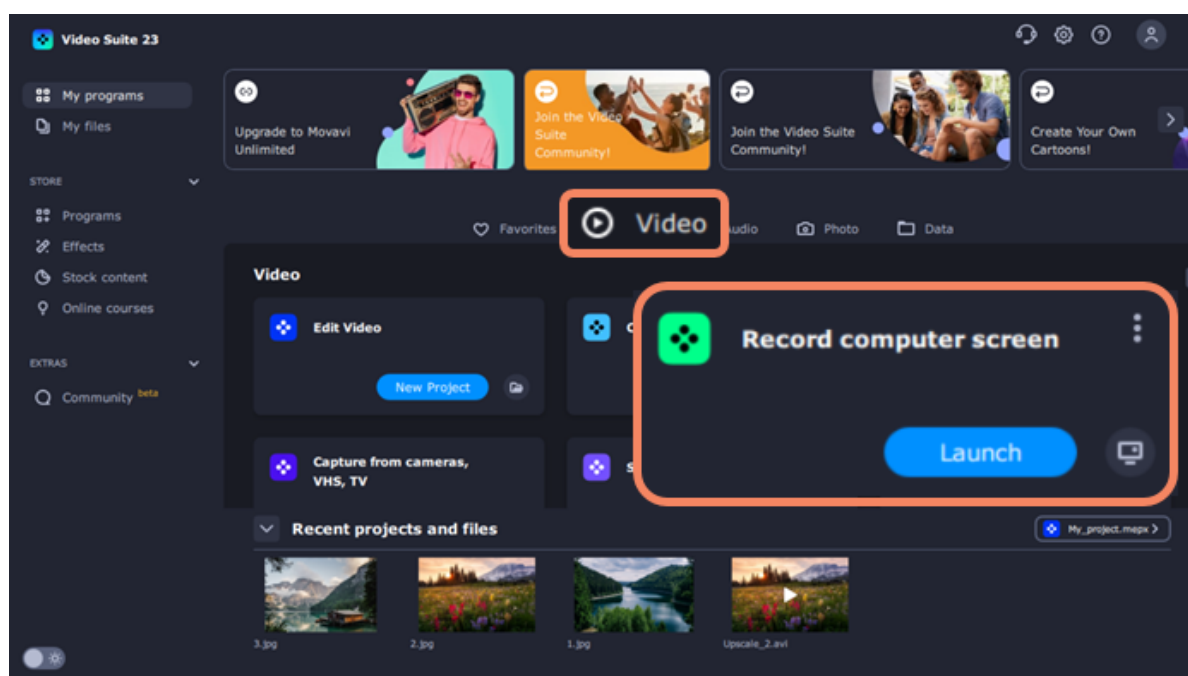 Video Suite 23
My programs
My files
STORE
Programs
Effects
Stock content
Online courses
EXTRAS
Community beta
Upgrade to Movavi
Unlimited
Join the Video
Suite
Community!
Join the Video Suite
Community!
Create Your Own
Cartoons!
Favorites
Video
Photo
Data
Video
Edit Video
New Project
Record computer screen
Launch
Capture from cameras,
VHS, TV
Recent projects and files
My_project.mepx
3.jpg
2.jpg
1.jpg
Upscale_2.avi